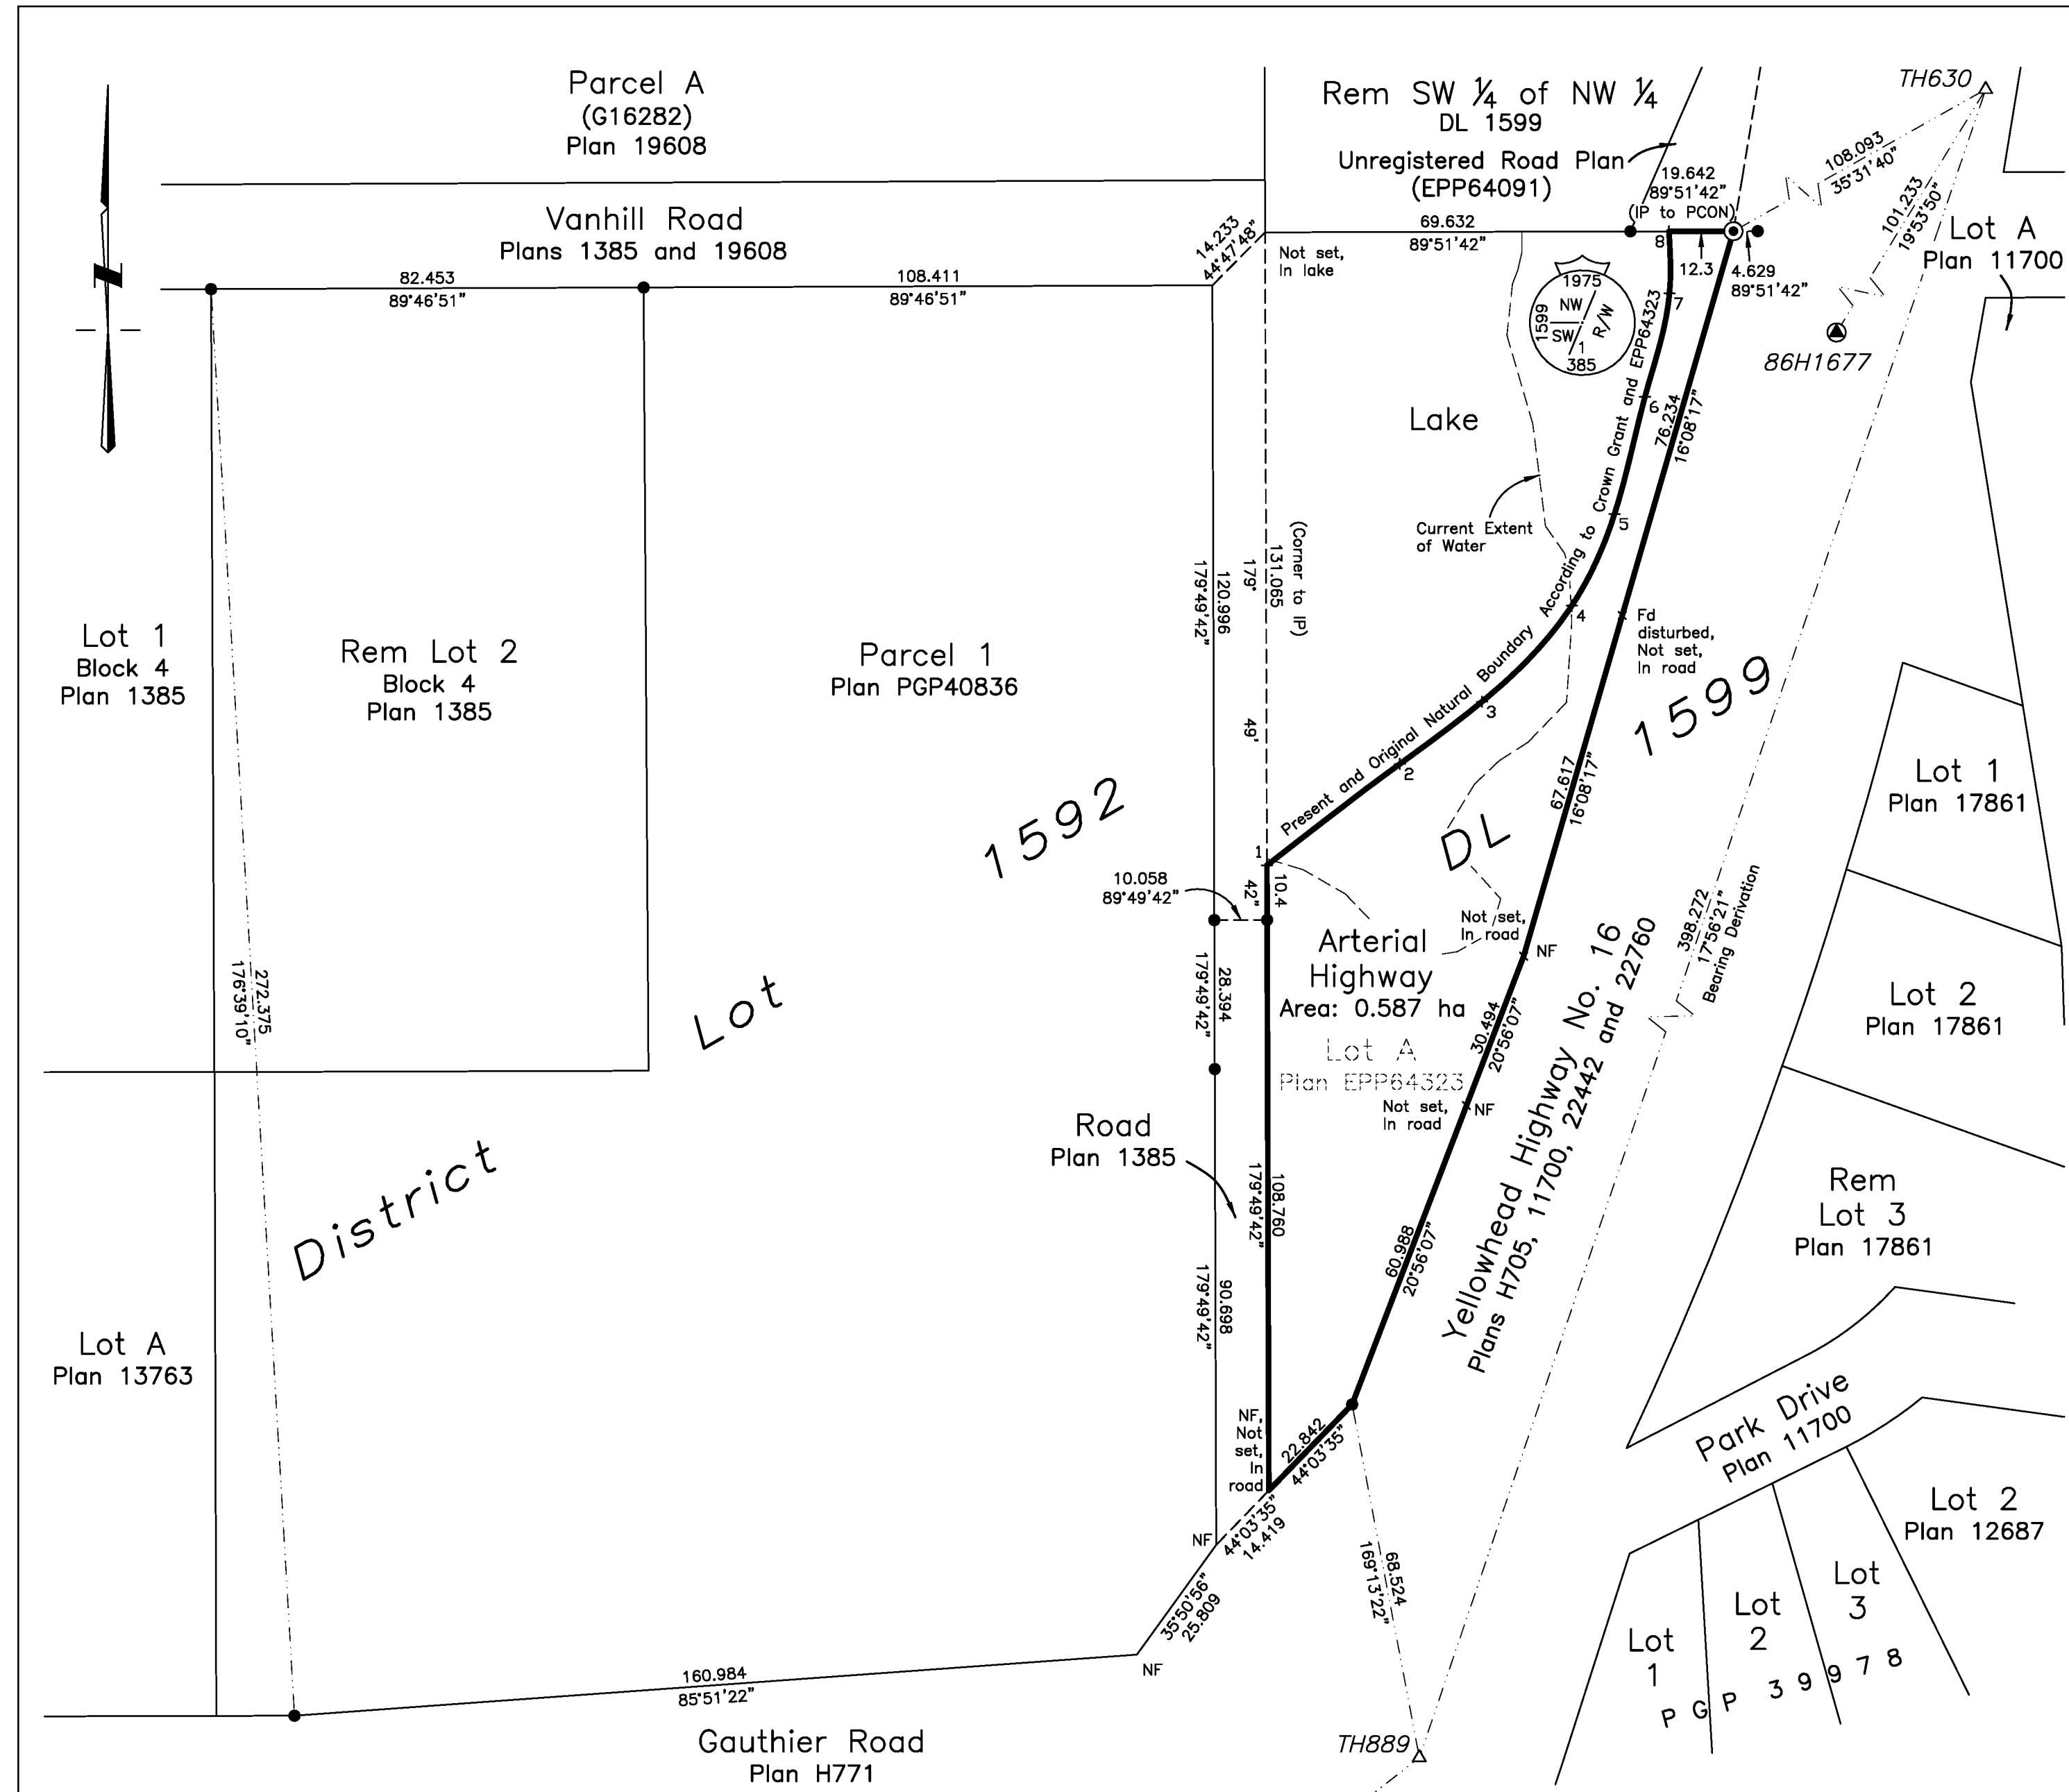 Parcel A
(G16282)
Plan 19608
Rem SW ¼ of NW ¼
DL 1599
Unregistered Road Plan
(EPP64091)
TH630
108.093
35°31'40"
101.233
19°53'50"
19.642
89°51'42"
(IP to PCON)
Vanhill Road
Plans 1385 and 19608
14.233
44°47'48"
69.632
89°51'42"
Not set,
In lake
8
12.3
4.629
89°51'42"
Lot A
Plan 11700
82.453
89°46'51"
108.411
89°46'51"
1975
NW
1599
SW
R/W
1
385
7
86H1677
Lake
6
76.234
16°08'17"
Current Extent
of Water
5
Present and Original Natural Boundary According to Crown Grant and EPP64323
(Corner to IP)
131.065
179°
49'
42"
120.996
179°49'42"
4
Fd
disturbed,
Not set,
In road
Lot 1
Block 4
Plan 1385
Rem Lot 2
Block 4
Plan 1385
Parcel 1
Plan PGP40836
3
1599
2
Lot 1
Plan 17861
67.617
16°08'17"
1592
DL
1
10.4
10.058
89°49'42"
Not set,
In road
NF
Arterial
Highway
Area: 0.587 ha
398.272
17°56'21"
Bearing Derivation
272.375
176°39'10"
28.394
179°49'42"
Lot
Lot 2
Plan 17861
30.494
20°56'07"
Lot A
Plan EPP64323
Not set,
In road
NF
Yellowhead Highway No. 16
Plans H705, 11700, 22442 and 22760
Road
Plan 1385
108.760
179°49'42"
District
Rem
Lot 3
Plan 17861
60.988
20°56'07"
90.698
179°49'42"
Lot A
Plan 13763
Park Drive
Plan 11700
NF,
Not
set,
In
road
22.842
44°03'35"
Lot 2
Plan 12687
NF
44°03'35"
14.419
68.524
169°13'22"
35°50'56"
25.809
Lot
3
Lot
2
Lot
1
PGP 39978
160.984
85°51'22"
NF
Gauthier Road
Plan H771
TH889